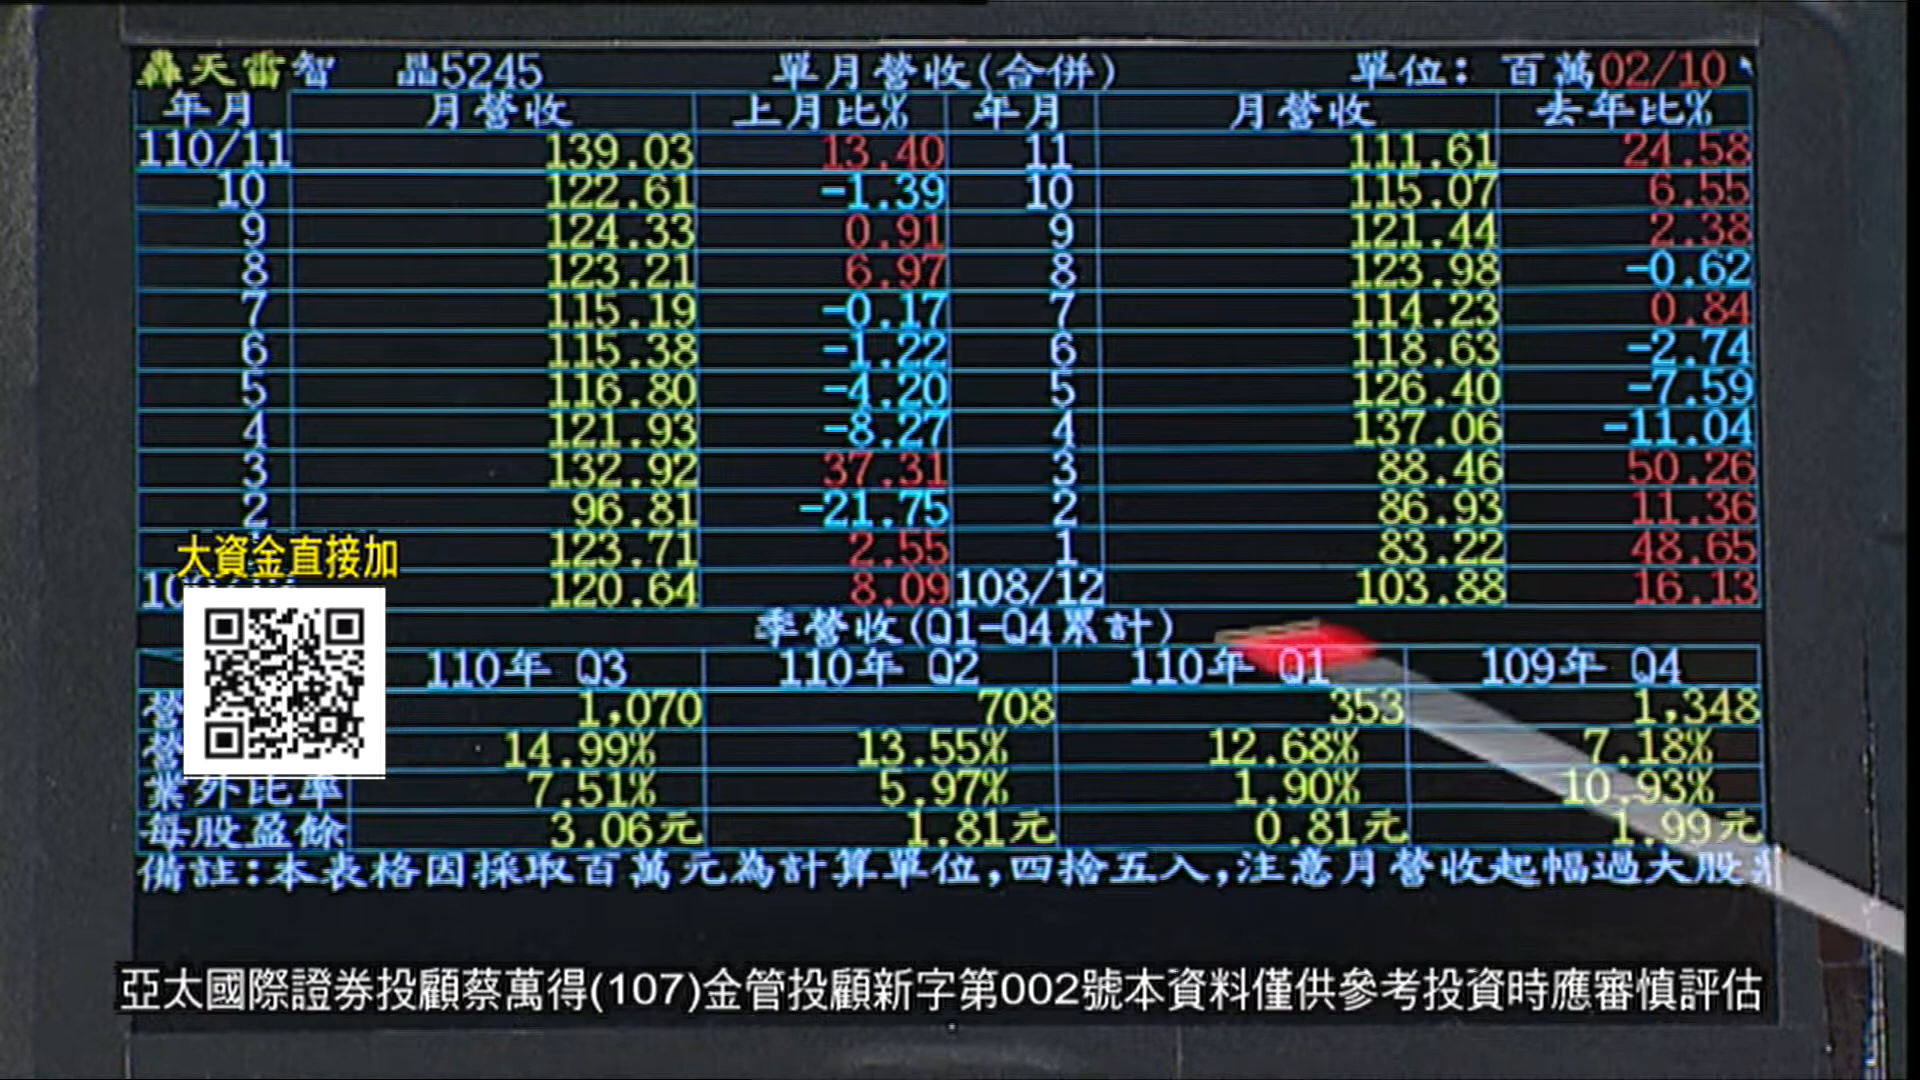 轟天雷智 晶5245 單月營收(合併) 單位: 百萬02/10
年月 月營收 上月比% 年月 月營收 去年比%
110/11 139.03 13.40 11 111.61 24.58
10 122.61 -1.39 10 115.07 6.55
9 124.33 0.91 9 121.44 2.38
8 123.21 6.97 8 123.98 -0.62
7 115.19 -0.17 7 114.23 0.84
6 115.38 -1.22 6 118.63 -2.74
5 116.80 -4.20 5 126.40 -7.59
4 121.93 -8.27 4 137.06 -11.04
3 132.92 37.31 3 88.46 50.26
2 96.81 -21.75 2 86.93 11.36
123.71 2.55 1 83.22 48.65
大資金直接加
120.64 8.09 108/12 103.88 16.13
季營收(Q1-Q4累計)
110年 Q3 110年 Q2 110年 Q1 109年 Q4
營 1,070 708 353 1,348
營 14.99% 13.55% 12.68% 7.18%
業外比率 7.51% 5.97% 1.90% 10.93%
每股盈餘 3.06元 1.81元 0.81元 1.99元
備註:本表格因採取百萬元為計算單位,四捨五入,注意月營收起幅過大股
亞太國際證券投顧蔡萬得(107)金管投顧新字第002號本資料僅供參考投資時應審慎評估